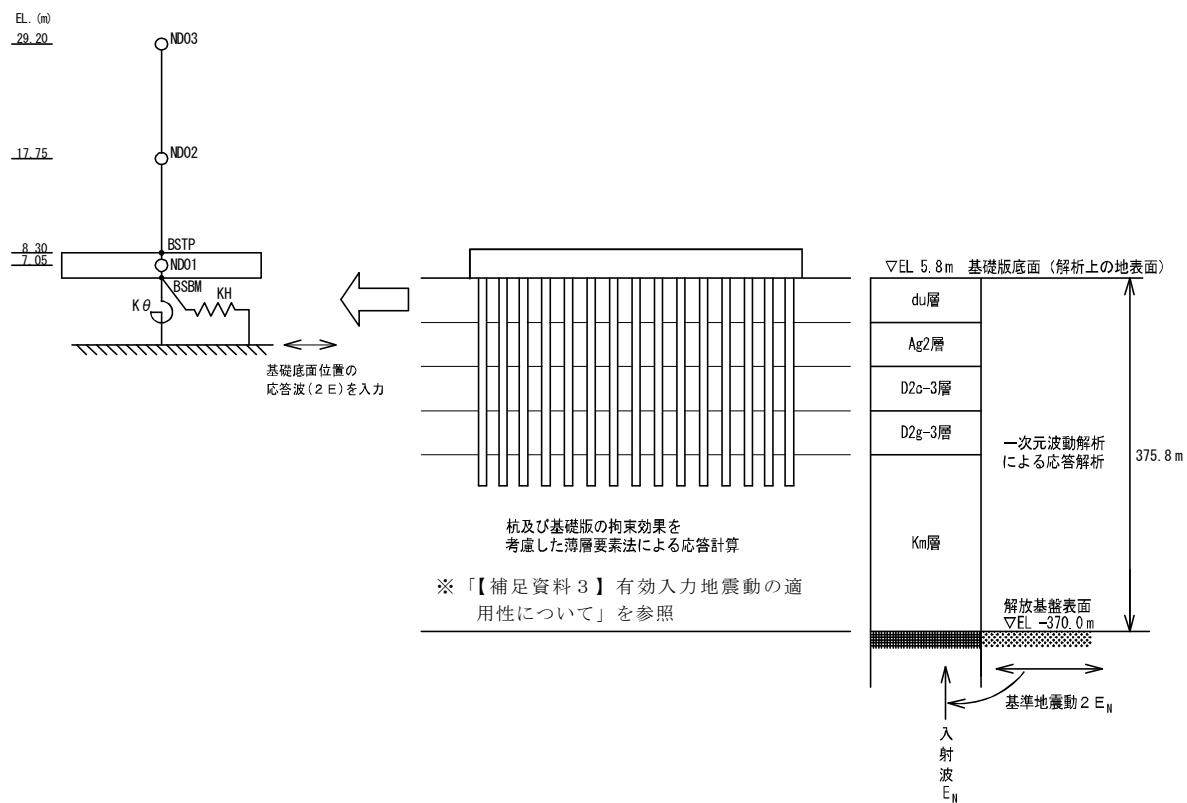 EL. (m)
29.20
ND03
17.75
ND02
8.30
BSTP
7.05
ND01
BSBM
Kθ
KH
基礎底面位置の
応答波(2E)を入力
杭及び基礎版の拘束効果を
考慮した薄層要素法による応答計算
※「【補足資料3】有効入力地震動の適
用性について」を参照
▽EL 5.8m 基礎版底面 (解析上の地表面)
du層
Ag2層
D2c-3層
D2g-3層
Km層
一次元波動解析
による応答解析
375.8m
解放基盤表面
▽EL -370.0m
基準地震動2EN
入射波EN